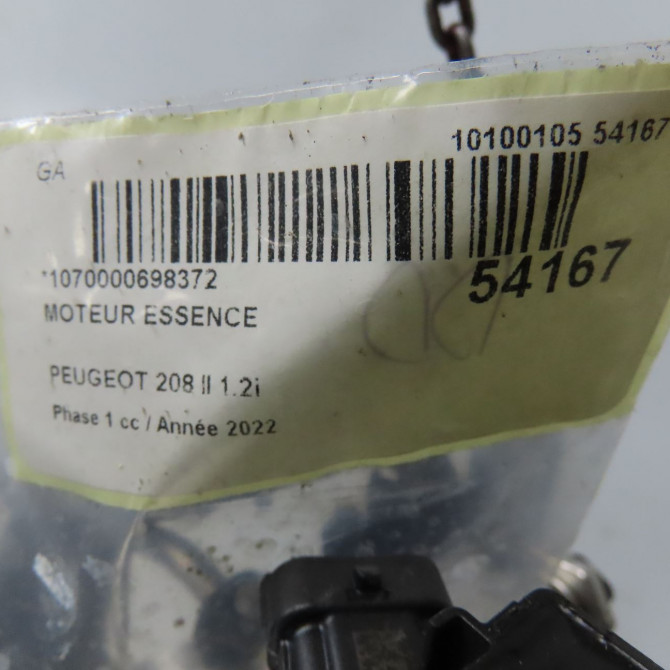 10100105 54167
GA
*1070000698372
54167
MOTEUR ESSENCE
PEUGEOT 208 II 1.2i
Phase 1 cc / Année 2022